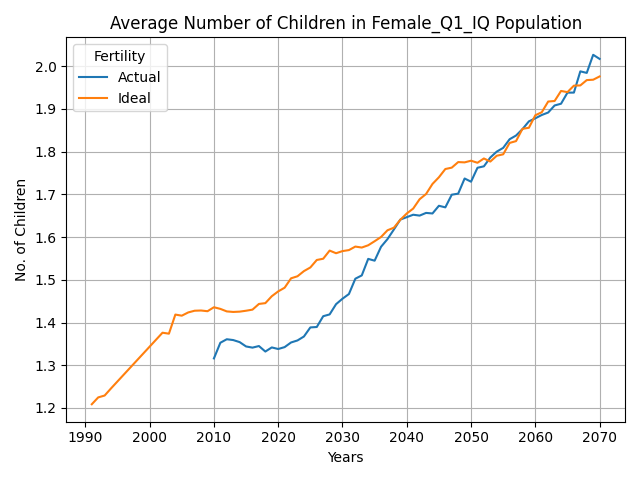 Average Number of Children in Female_Q1_IQ Population
Fertility
Actual
Ideal
2.0
1.9
1.8
1.7
1.6
1.5
1.4
1.3
1.2
No. of Children
1990 2000 2010 2020 2030 2040 2050 2060 2070
Years